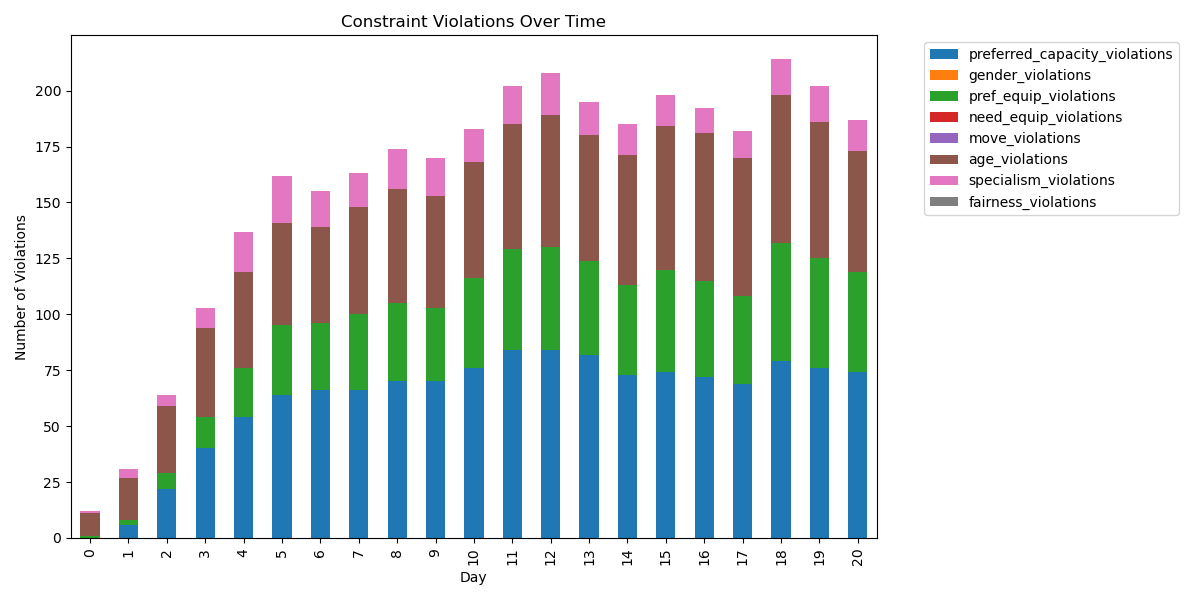 Constraint Violations Over Time
Number of Violations
200
175
150
125
100
75
50
25
0
0 1 2 3 4 5 6 7 8 9 10 11 12 13 14 15 16 17 18 19 20
Day
preferred_capacity_violations
gender_violations
pref_equip_violations
need_equip_violations
move_violations
age_violations
specialism_violations
fairness_violations